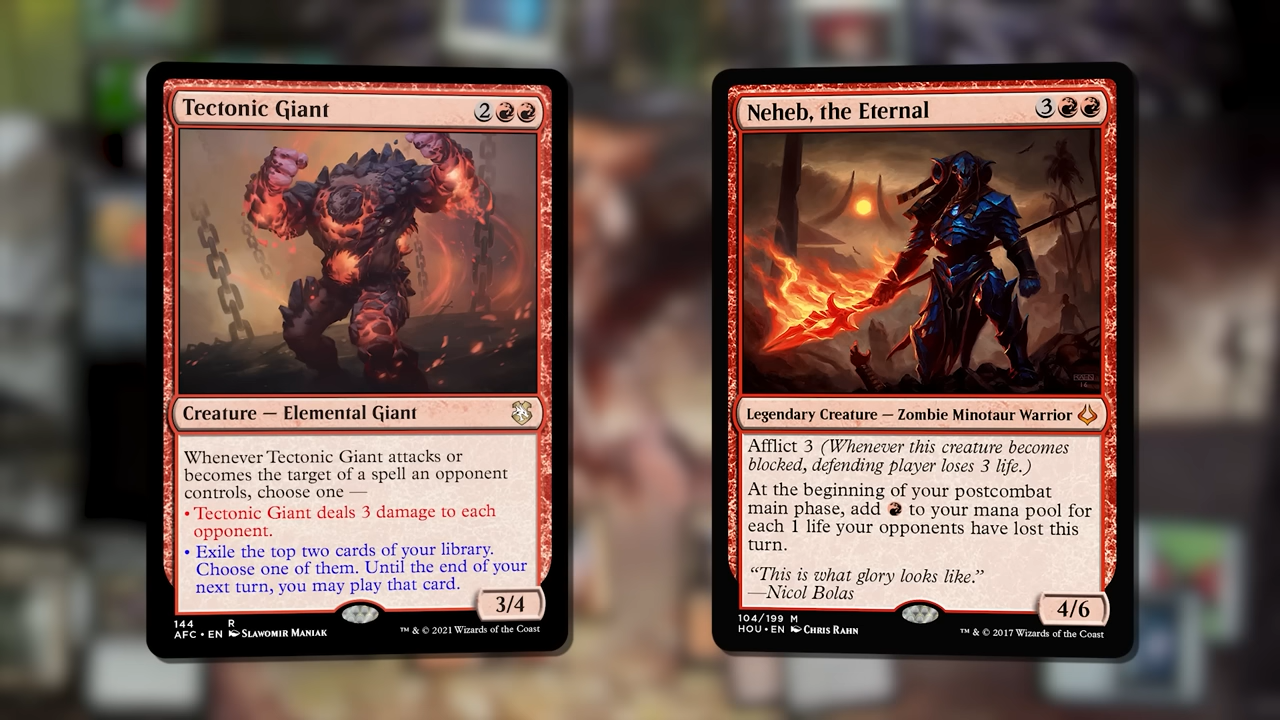 Tectonic Giant
2
Creature — Elemental Giant
Whenever Tectonic Giant attacks or
becomes the target of a spell an opponent
controls, choose one —
• Tectonic Giant deals 3 damage to each
opponent.
• Exile the top two cards of your library.
Choose one of them. Until the end of your
next turn, you may play that card.
3/4
144 R
AFC • EN SLAWOMIR MANIAK
™ & © 2021 Wizards of the Coast
Neheb, the Eternal
3
Legendary Creature — Zombie Minotaur Warrior
Afflict 3 (Whenever this creature becomes
blocked, defending player loses 3 life.)
At the beginning of your postcombat
main phase, add to your mana pool for
each 1 life your opponents have lost this
turn.
“This is what glory looks like.”
—Nicol Bolas
4/6
104/199 M
HOU • EN CHRIS RAHN
™ & © 2017 Wizards of the Coast